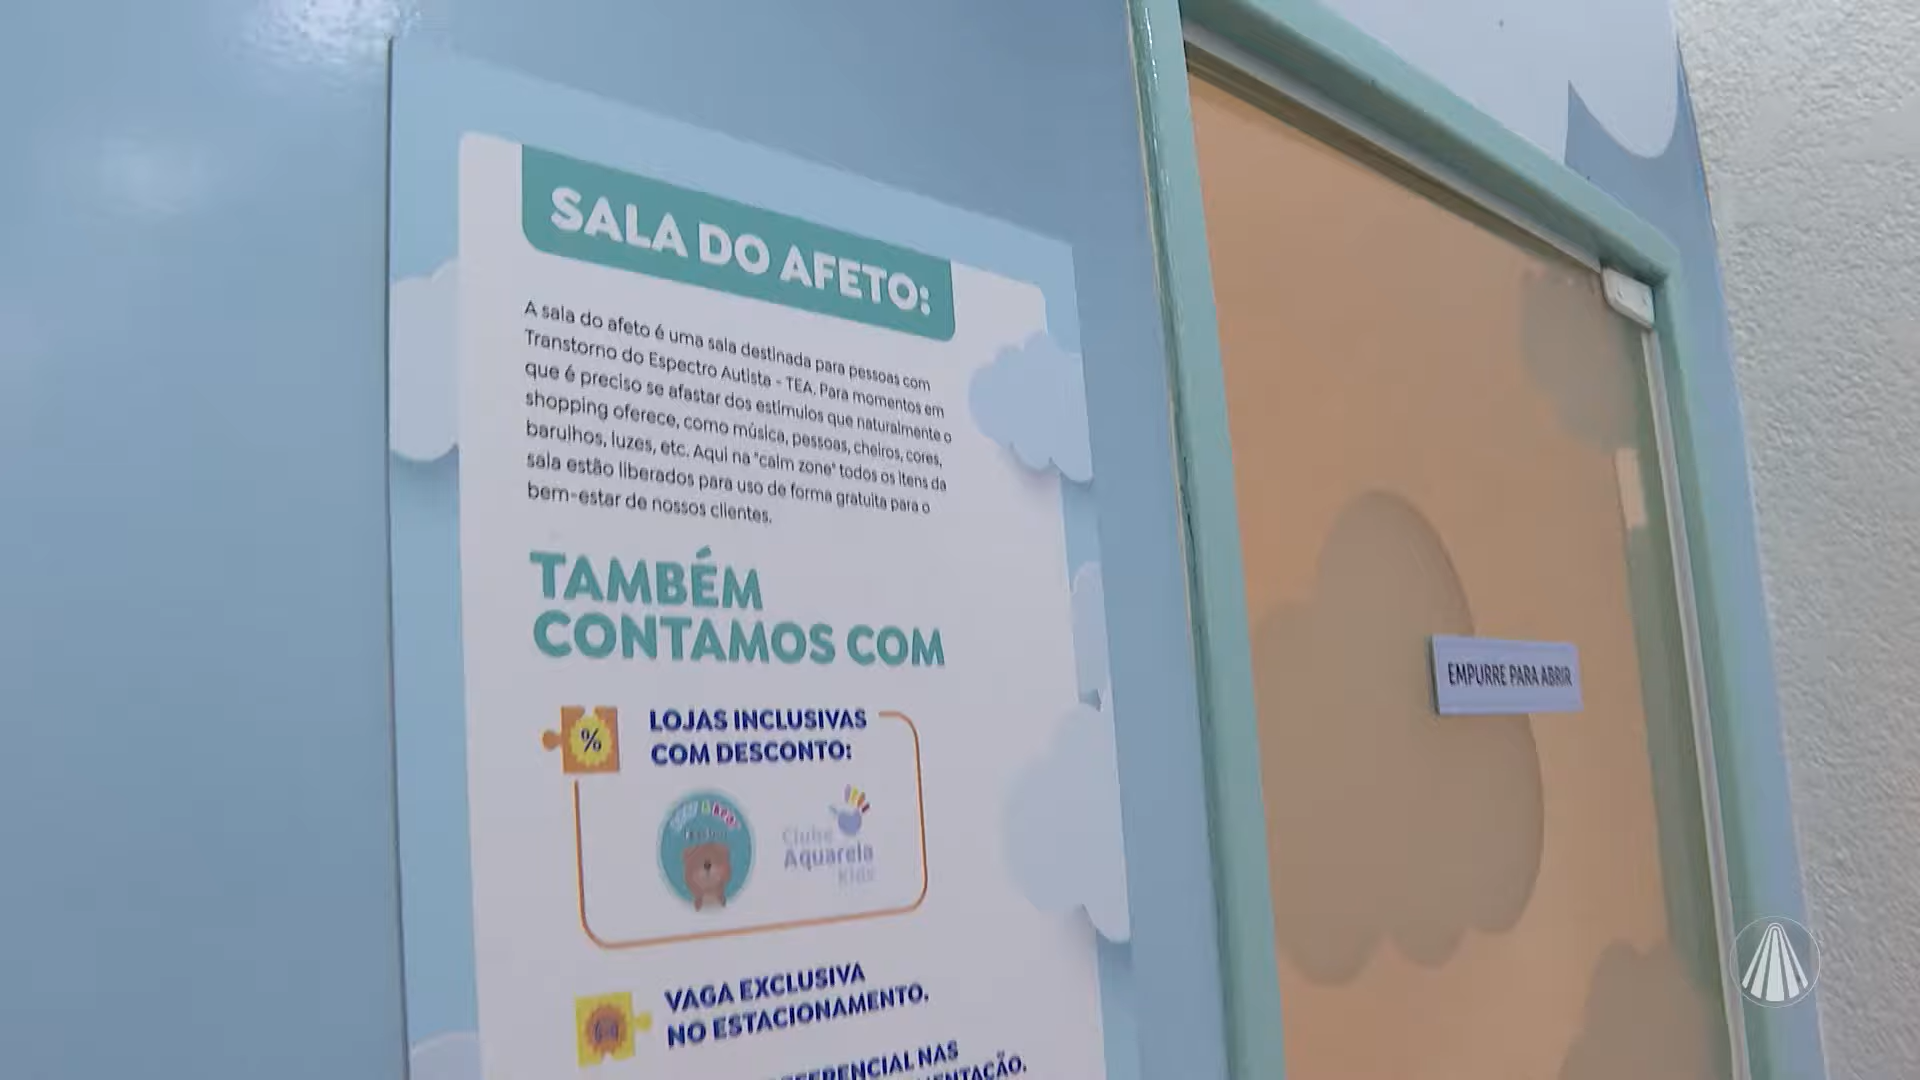 SALA DO AFETO:
A sala do afeto é uma sala destinada para pessoas com
Transtorno do Espectro Autista - TEA. Para momentos em
que é preciso se afastar dos estímulos que naturalmente o
shopping oferece, como música, pessoas, cheiros, cores,
barulhos, luzes, etc. Aqui na "calm zone" todos os itens da
sala estão liberados para uso de forma gratuita para o
bem-estar de nossos clientes.
TAMBÉM
CONTAMOS COM
%
LOJAS INCLUSIVAS
COM DESCONTO:
Clube
Aquarela
Kids
VAGA EXCLUSIVA
NO ESTACIONAMENTO.
NAS
EMPURRE PARA ABRIR